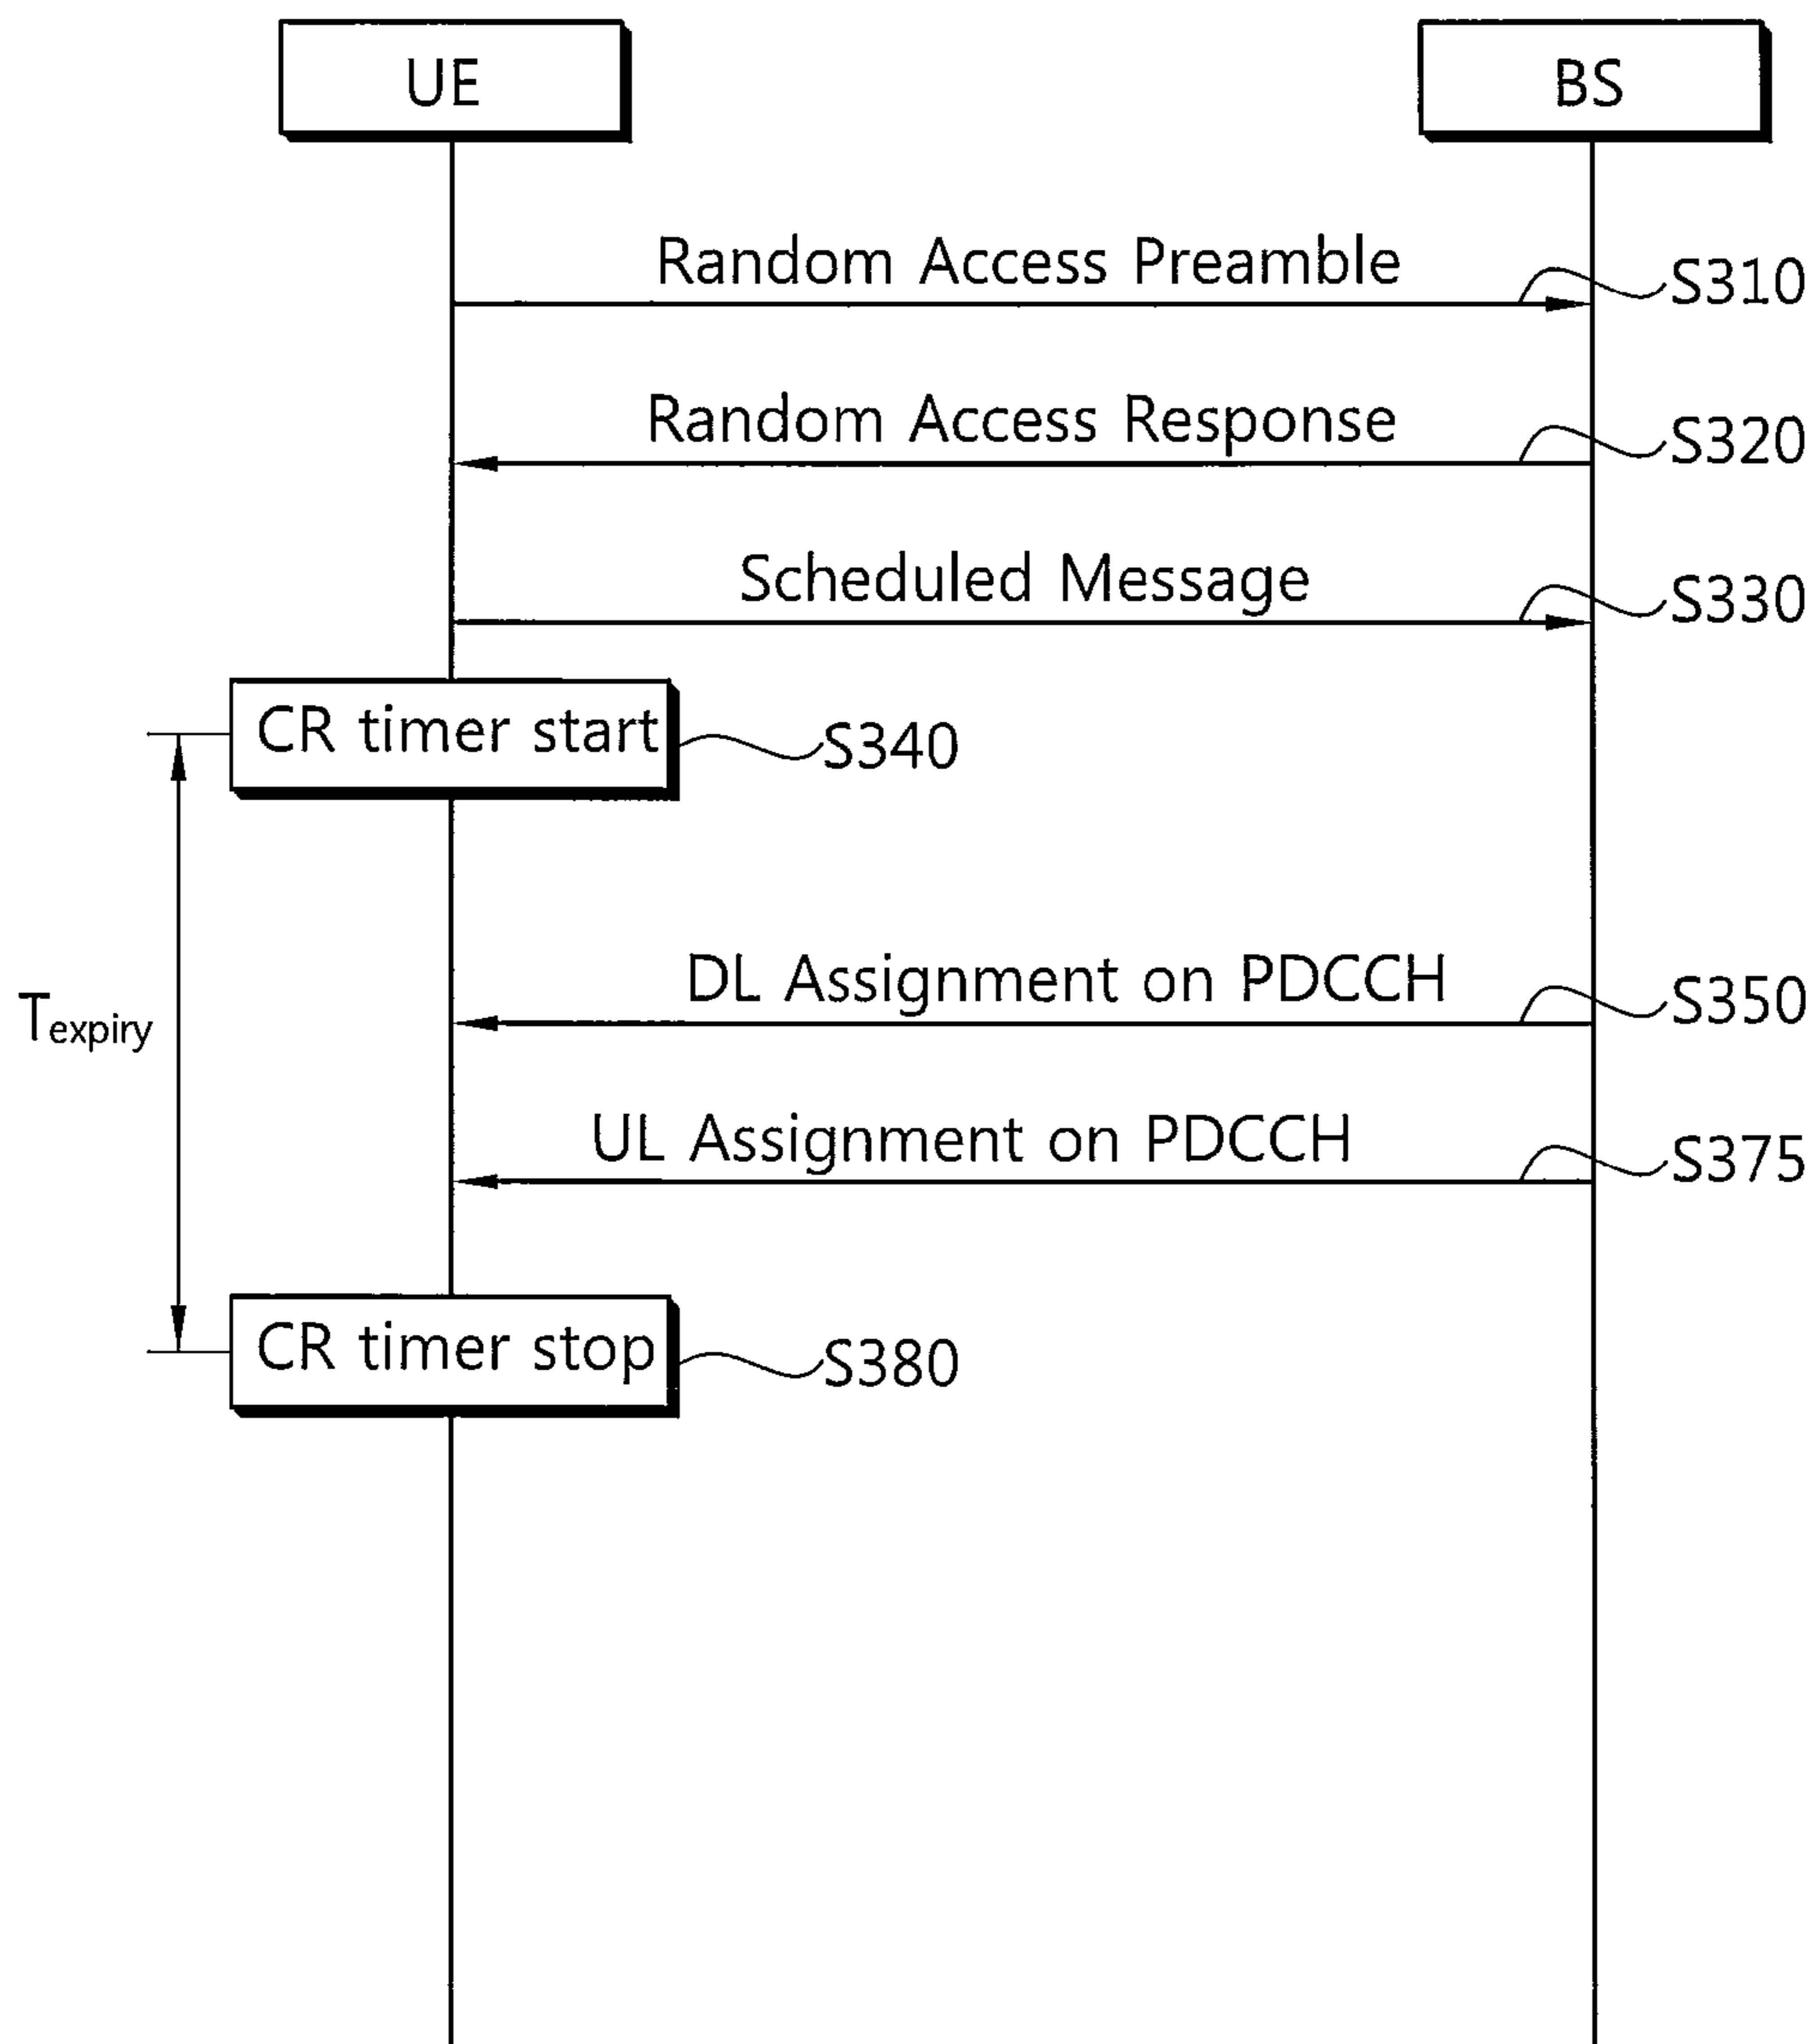 UE
BS
Random Access Preamble
S310
Random Access Response
S320
Scheduled Message
S330
CR timer start
S340
DL Assignment on PDCCH
S350
Texpiry
UL Assignment on PDCCH
S375
CR timer stop
S380